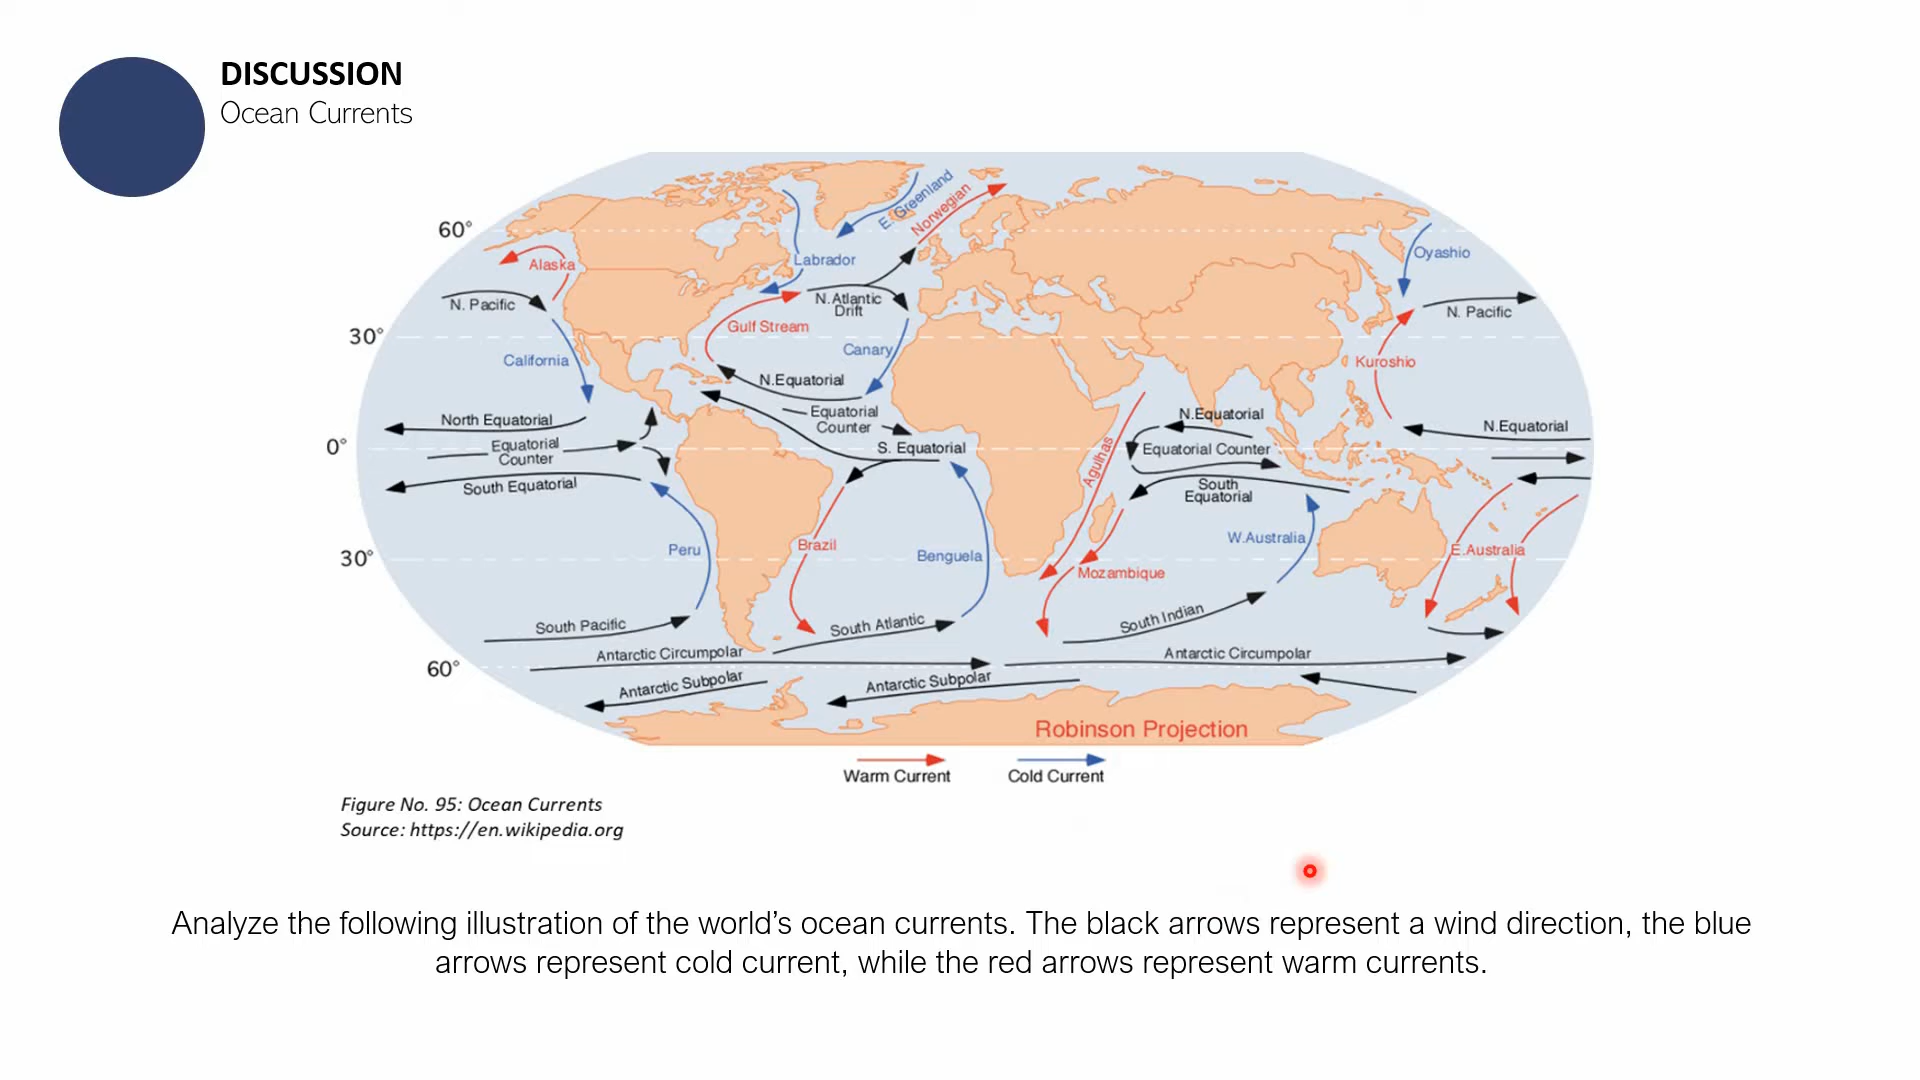 DISCUSSION
Ocean Currents
60°
30°
0°
30°
60°
E. Greenland
Norwegian
Alaska
Labrador
Oyashio
N. Pacific
N.Atlantic
Drift
N. Pacific
Gulf Stream
California
Canary
Kuroshio
N.Equatorial
North Equatorial
Equatorial
Counter
N.Equatorial
N.Equatorial
Equatorial
Counter
S. Equatorial
Agulhas
Equatorial Counter
South Equatorial
South
Equatorial
Peru
Brazil
Benguela
W.Australia
E.Australia
Mozambique
South Pacific
South Atlantic
South Indian
Antarctic Circumpolar
Antarctic Circumpolar
Antarctic Subpolar
Antarctic Subpolar
Robinson Projection
Warm Current
Cold Current
Figure No. 95: Ocean Currents
Source: https://en.wikipedia.org
Analyze the following illustration of the world’s ocean currents. The black arrows represent a wind direction, the blue
arrows represent cold current, while the red arrows represent warm currents.